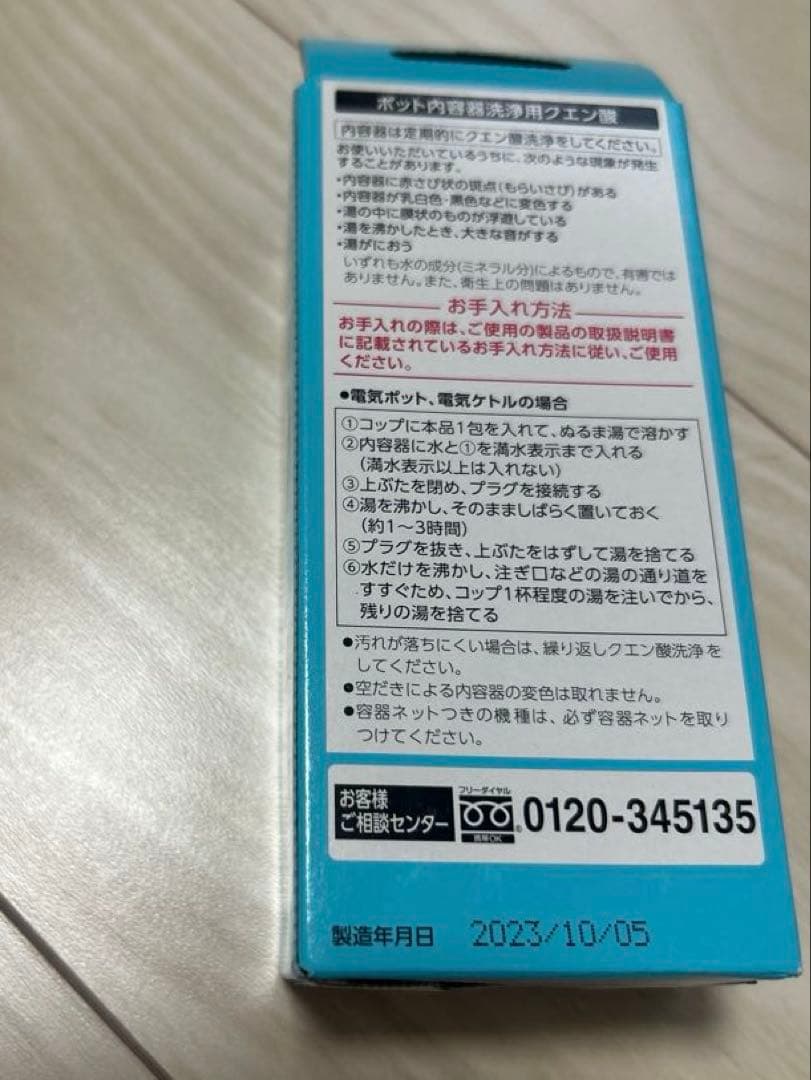 ポット内容器洗浄用クエン酸
内容器は定期的にクエン酸洗浄をしてください。
お使いいただいているうちに、次のような現象が発生
することがあります。
・内容器に赤さび状の斑点(もらいさび)がある
・内容器が乳白色・黒色などに変色する
・湯の中に膜状のものが浮遊している
・湯を沸かしたとき、大きな音がする
・湯がにおう
いずれも水の成分(ミネラル分)によるもので、有害では
ありません。また、衛生上の問題はありません。
お手入れ方法
お手入れの際は、ご使用の製品の取扱説明書
に記載されているお手入れ方法に従い、ご使用
ください。
●電気ポット、電気ケトルの場合
①コップに本品1包を入れて、ぬるま湯で溶かす
②内容器に水と①を満水表示まで入れる
(満水表示以上は入れない)
③上ぶたを閉め、プラグを接続する
④湯を沸かし、そのまましばらく置いておく
(約1〜3時間)
⑤プラグを抜き、上ぶたをはずして湯を捨てる
⑥水だけを沸かし、注ぎ口などの湯の通り道を
すすぐため、コップ1杯程度の湯を注いでから、
残りの湯を捨てる
●汚れが落ちにくい場合は、繰り返しクエン酸洗浄を
してください。
●空だきによる内容器の変色は取れません。
●容器ネットつきの機種は、必ず容器ネットを取り
つけてください。
お客様
ご相談センター
フリーダイヤル
携帯OK
0120-345135
製造年月日 2023/10/05